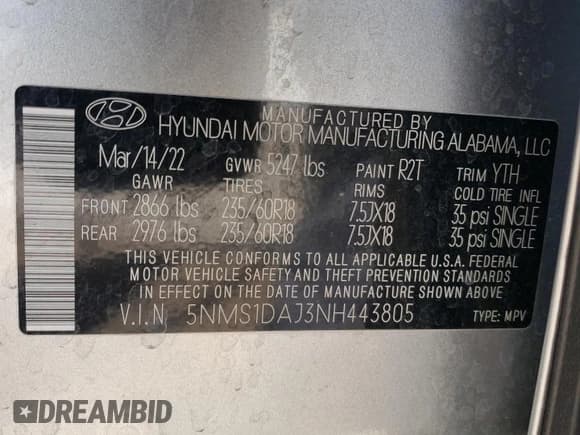 MANUFACTURED BY
HYUNDAI MOTOR MANUFACTURING ALABAMA, LLC
Mar/14/22 GVWR 5247 lbs PAINT R2T TRIM YTH
GAWR TIRES RIMS COLD TIRE INFL
FRONT 2866 lbs 235/60R18 7.5JX18 35 psi SINGLE
REAR 2976 lbs 235/60R18 7.5JX18 35 psi SINGLE
THIS VEHICLE CONFORMS TO ALL APPLICABLE U.S.A. FEDERAL
MOTOR VEHICLE SAFETY AND THEFT PREVENTION STANDARDS
IN EFFECT ON THE DATE OF MANUFACTURE SHOWN ABOVE.
V.I.N 5NMS1DAJ3NH443805 TYPE: MPV
DREAMBID